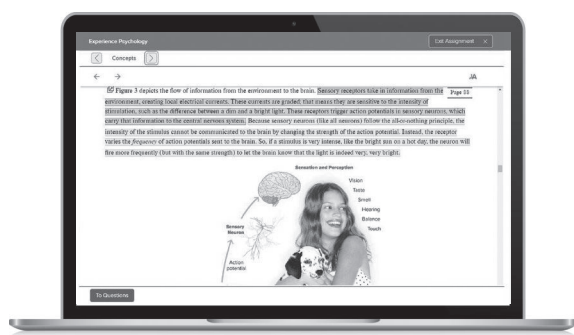 Experience Psychology
Exit Assignment ×
< Concepts >
← → JA
Figure 3 depicts the flow of information from the environment to the brain. Sensory receptors take in information from the
Page 88
environment, creating local electrical currents. These currents are graded; that means they are sensitive to the intensity of
stimulation, such as the difference between a dim and a bright light. These receptors trigger action potentials in sensory neurons, which
carry that information to the central nervous system. Because sensory neurons (like all neurons) follow the all-or-nothing principle, the
intensity of the stimulus cannot be communicated to the brain by changing the strength of the action potential. Instead, the receptor
varies the frequency of action potentials sent to the brain. So, if a stimulus is very intense, like the bright sun on a hot day, the neuron will
fire more frequently (but with the same strength) to let the brain know that the light is indeed very, very bright.
Sensation and Perception
Vision
Taste
Smell
Hearing
Balance
Touch
Sensory
Neuron
Action
potential
To Questions